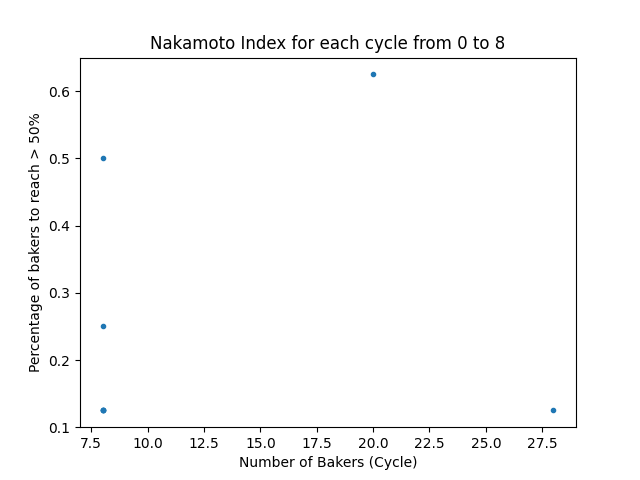 Nakamoto Index for each cycle from 0 to 8
Percentage of bakers to reach > 50%
0.6
0.5
0.4
0.3
0.2
0.1
7.5 10.0 12.5 15.0 17.5 20.0 22.5 25.0 27.5
Number of Bakers (Cycle)